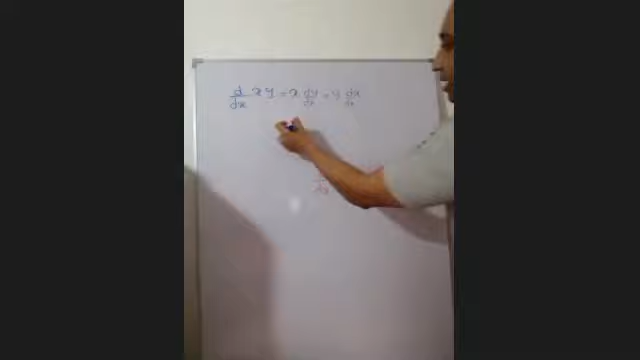 d/dx xy = x dy/dx = y dx/dx